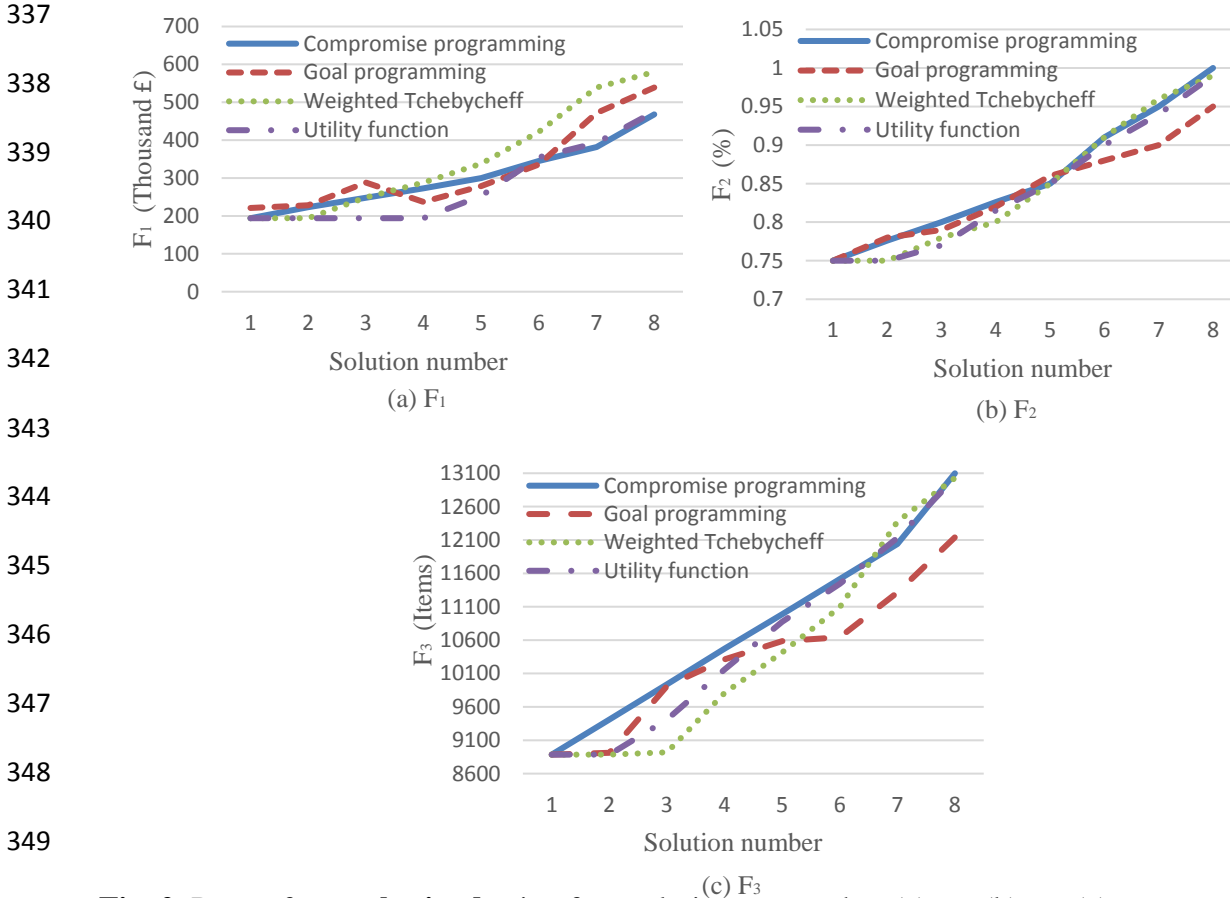 337
338
339
340
341
342
343
344
345
346
347
348
349
700
600
500
400
300
200
100
0
F1 (Thousand £)
Compromise programming
Goal programming
Weighted Tchebycheff
Utility function
1 2 3 4 5 6 7 8
Solution number
(a) F1
1.05
1
0.95
0.9
0.85
0.8
0.75
0.7
F2 (%)
Compromise programming
Goal programming
Weighted Tchebycheff
Utility function
1 2 3 4 5 6 7 8
Solution number
(b) F2
13100
12600
12100
11600
11100
10600
10100
9600
9100
8600
F3 (Items)
Compromise programming
Goal programming
Weighted Tchebycheff
Utility function
1 2 3 4 5 6 7 8
Solution number
(c) F3